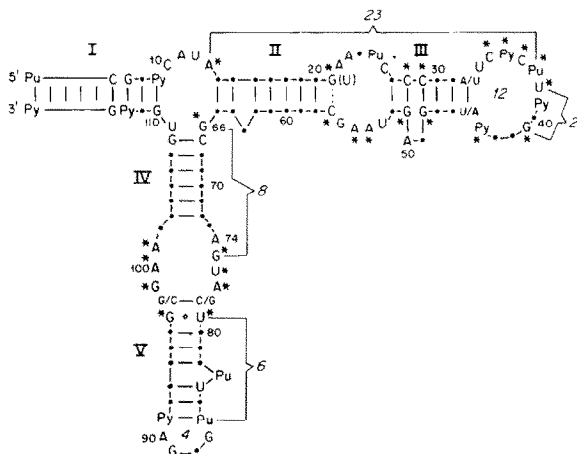 23
I
II
III
IV
V
5' Pu C G Py C A U A
3' Py G Py G U G
10
20
30
40
50
60
66
70
74
80
90
100
110
G(U) A A Pu C C C A/U U C Py C Pu U Py G
C G A A U G G U/A Py
A
12
2
G C
8
A G U A
A A G G/C C/G
G U
6
Pu
U
Py Pu
A G G
4